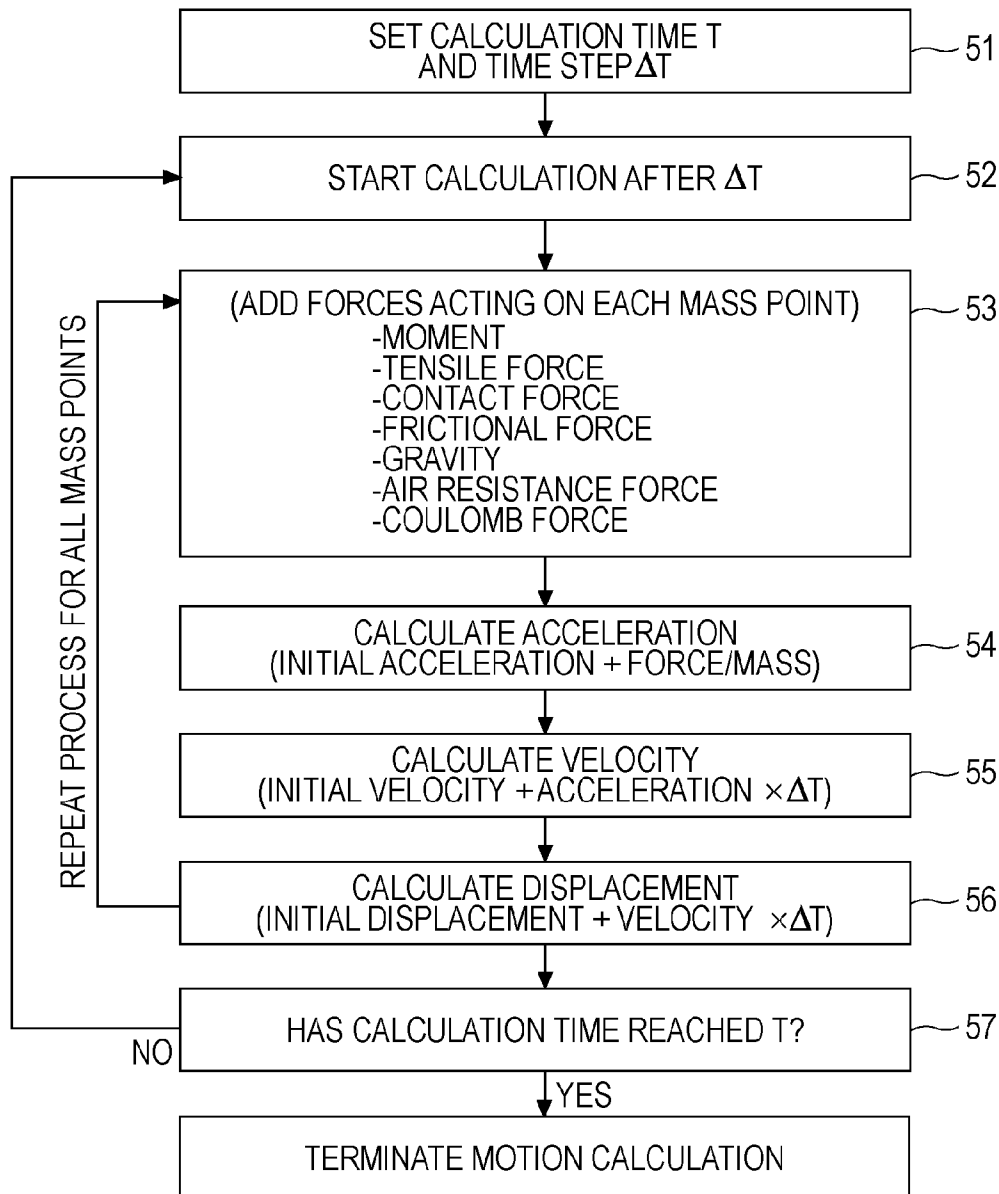 SET CALCULATION TIME T
AND TIME STEP ΔT
51
START CALCULATION AFTER ΔT
52
(ADD FORCES ACTING ON EACH MASS POINT)
-MOMENT
-TENSILE FORCE
-CONTACT FORCE
-FRICTIONAL FORCE
-GRAVITY
-AIR RESISTANCE FORCE
-COULOMB FORCE
53
REPEAT PROCESS FOR ALL MASS POINTS
CALCULATE ACCELERATION
(INITIAL ACCELERATION + FORCE/MASS)
54
CALCULATE VELOCITY
(INITIAL VELOCITY +ACCELERATION ×ΔT)
55
CALCULATE DISPLACEMENT
(INITIAL DISPLACEMENT + VELOCITY ×ΔT)
56
HAS CALCULATION TIME REACHED T?
57
NO
YES
TERMINATE MOTION CALCULATION